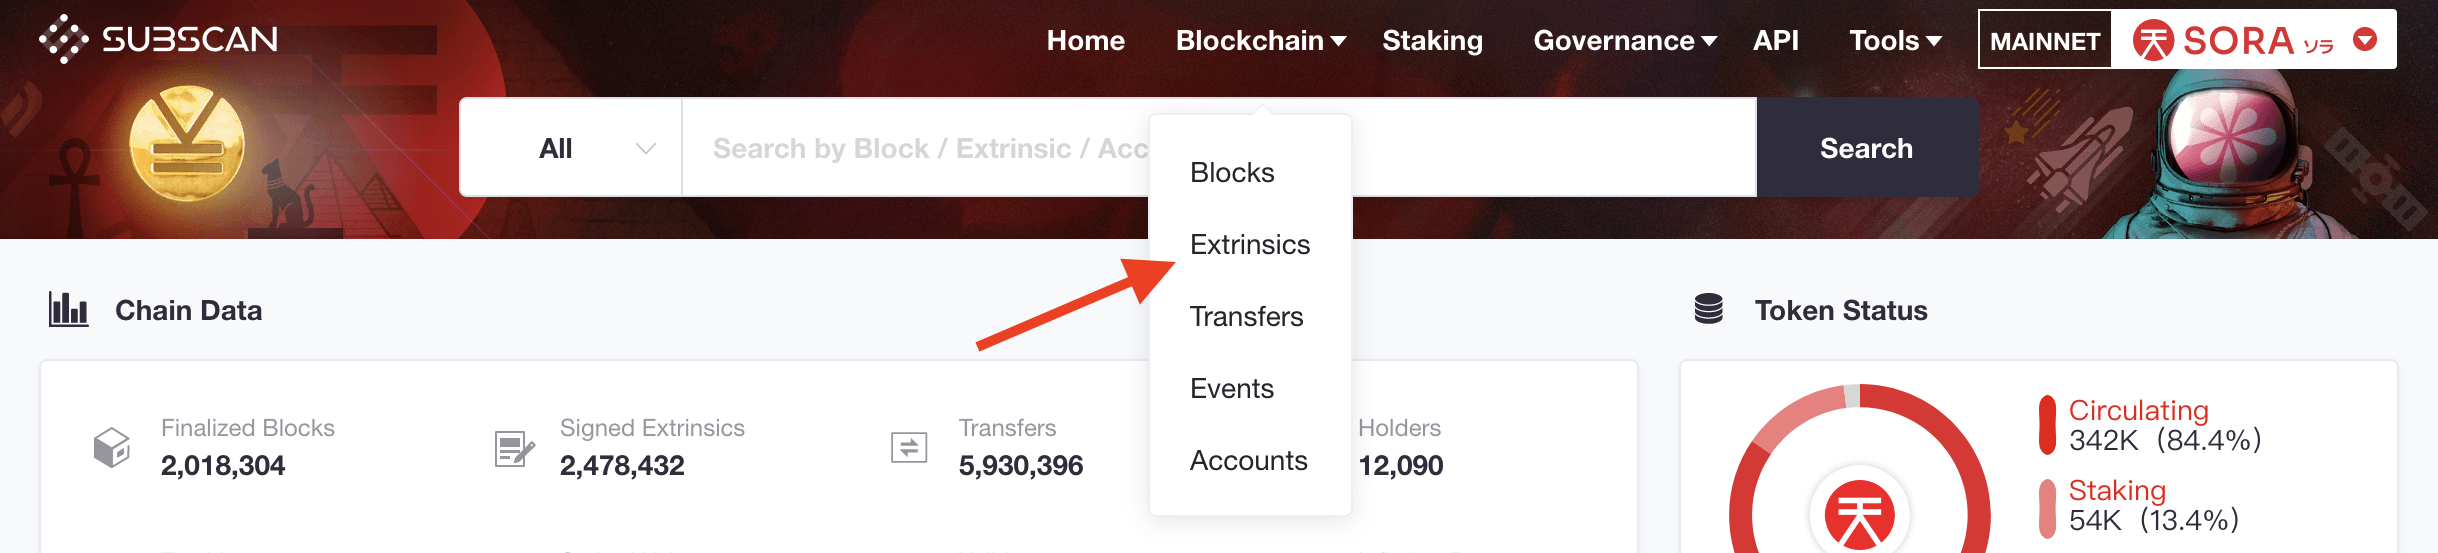 SUBSCAN
Home Blockchain Staking Governance API Tools MAINNET SORA ソラ
All Search by Block / Extrinsic / Acc Search
Blocks
Extrinsics
Transfers
Events
Accounts
Chain Data
Finalized Blocks
2,018,304
Signed Extrinsics
2,478,432
Transfers
5,930,396
Holders
12,090
Token Status
Circulating
342K (84.4%)
Staking
54K (13.4%)